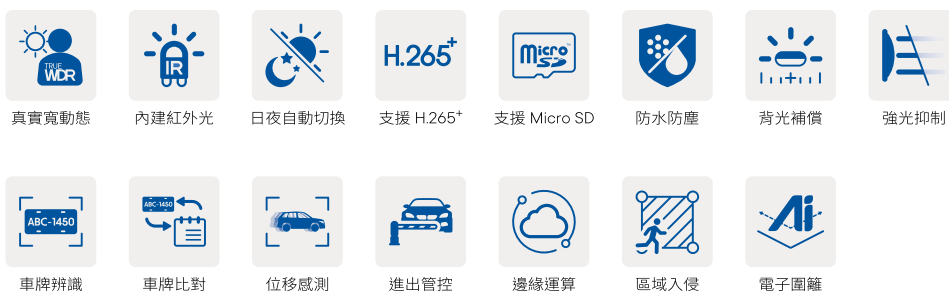 TRUE
WDR
IR
H.265+
Micro
SD
真實寬動態
內建紅外光
日夜自動切換
支援 H.265+
支援 Micro SD
防水防塵
背光補償
強光抑制
ABC-1450
ABC-1450
Ai
車牌辨識
車牌比對
位移感測
進出管控
邊緣運算
區域入侵
電子圍籬